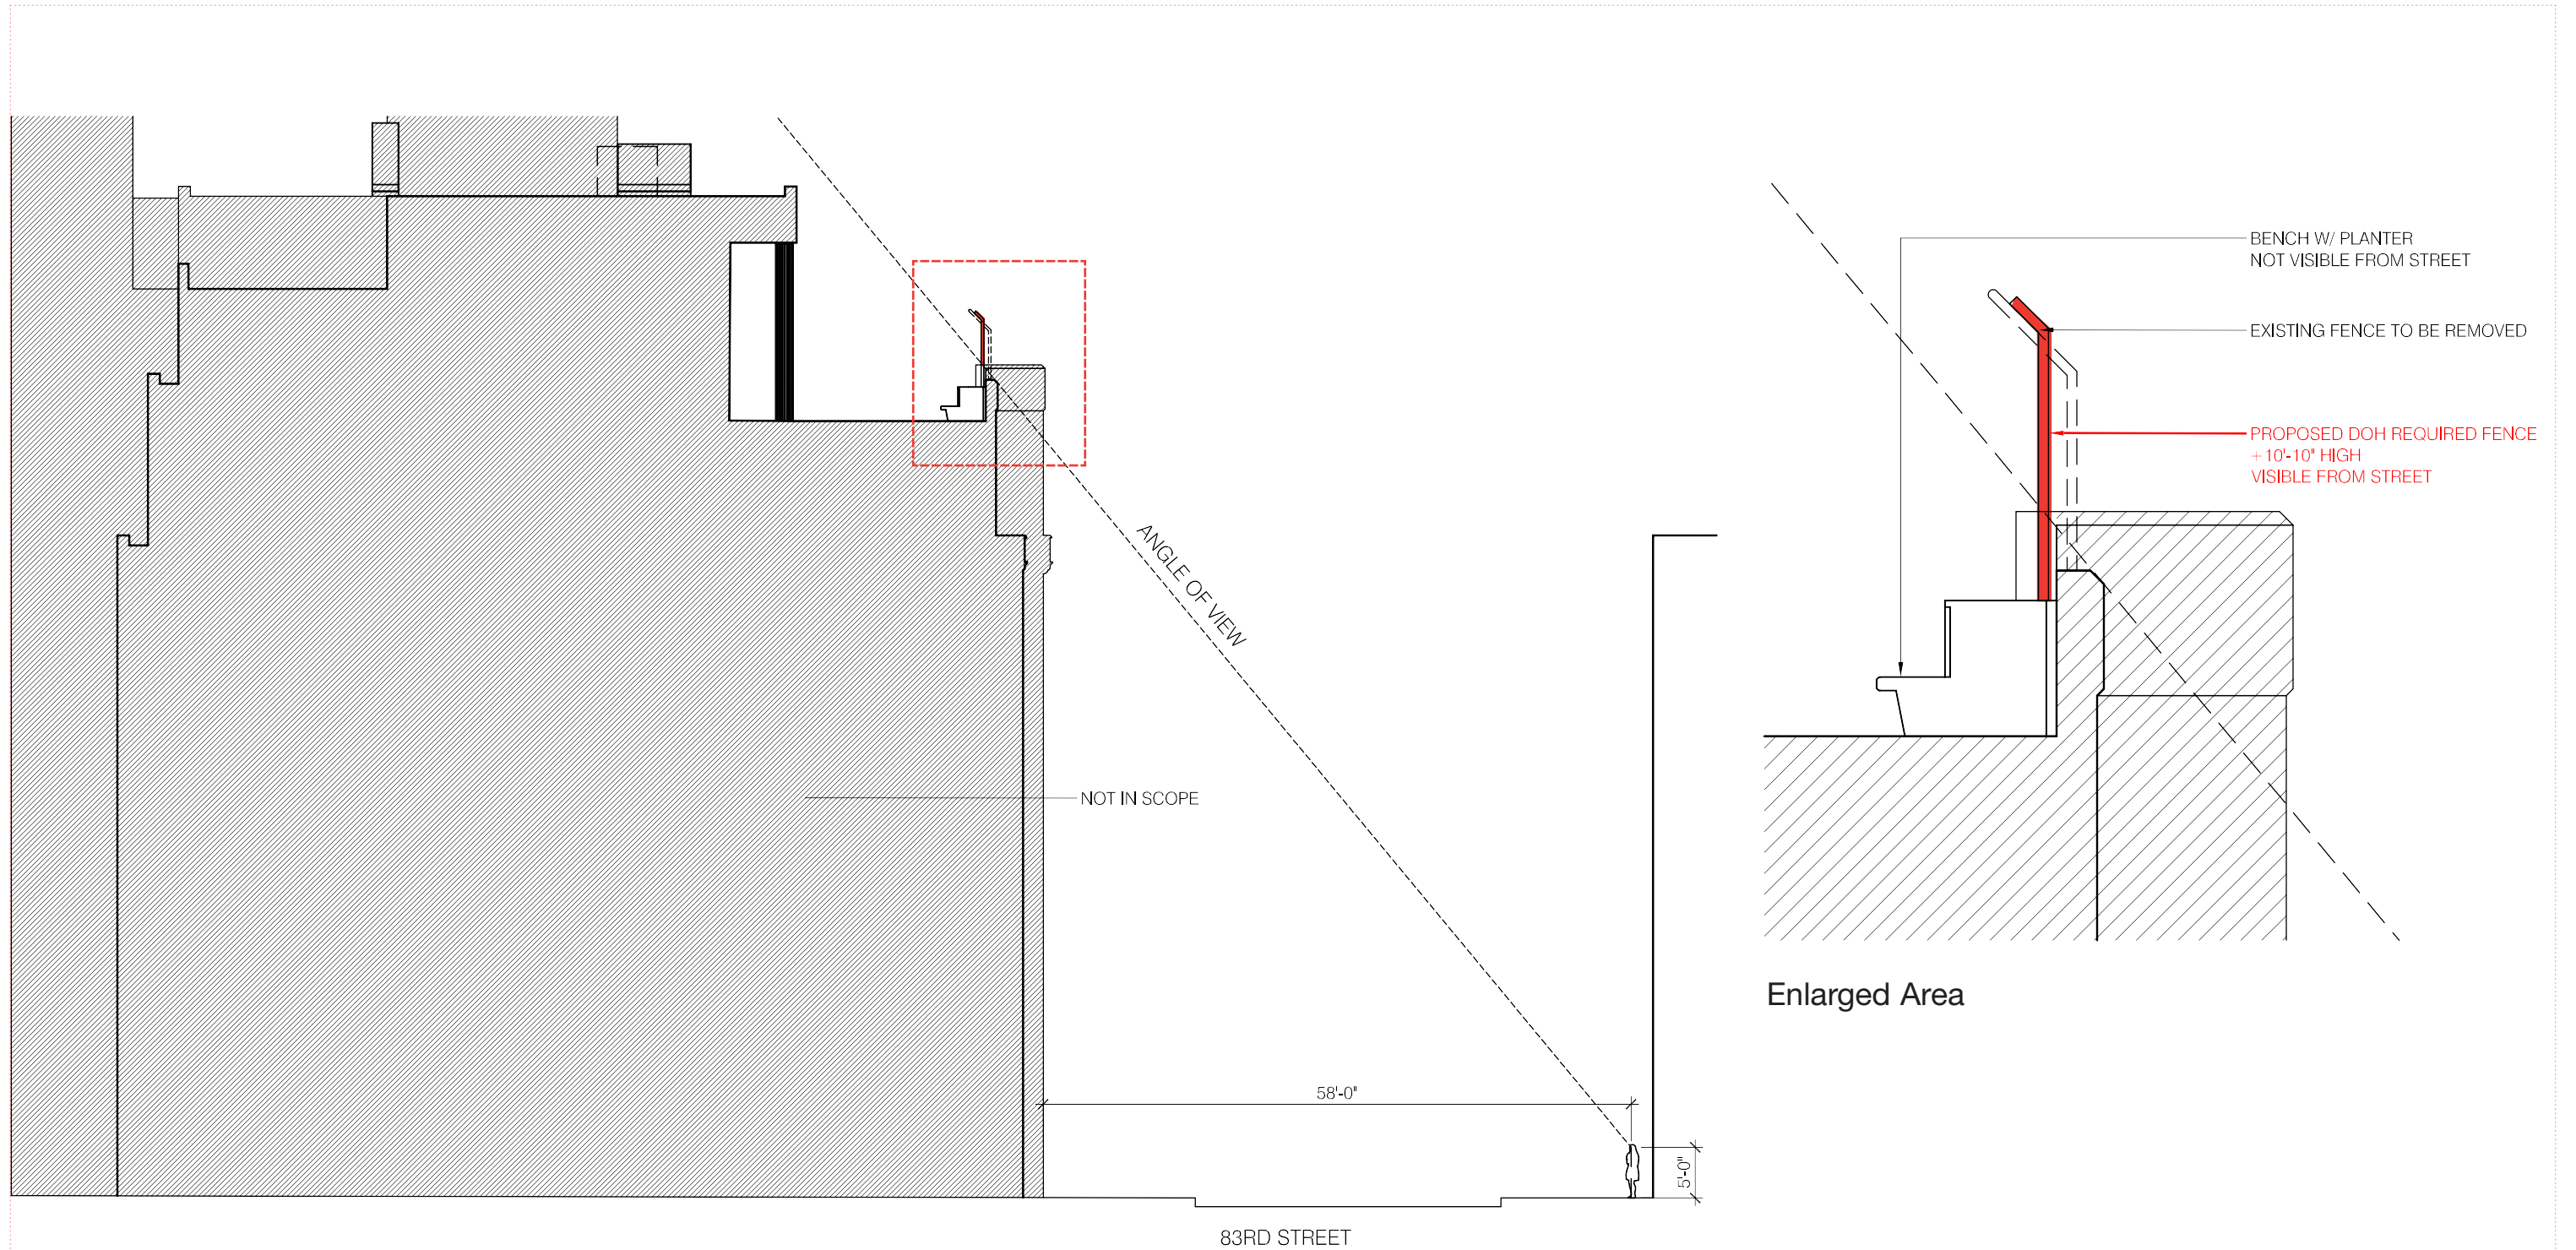 BENCH W/ PLANTER
NOT VISIBLE FROM STREET
EXISTING FENCE TO BE REMOVED
PROPOSED DOH REQUIRED FENCE
+10'-10" HIGH
VISIBLE FROM STREET
ANGLE OF VIEW
NOT IN SCOPE
Enlarged Area
58'-0"
5'-0"
83RD STREET